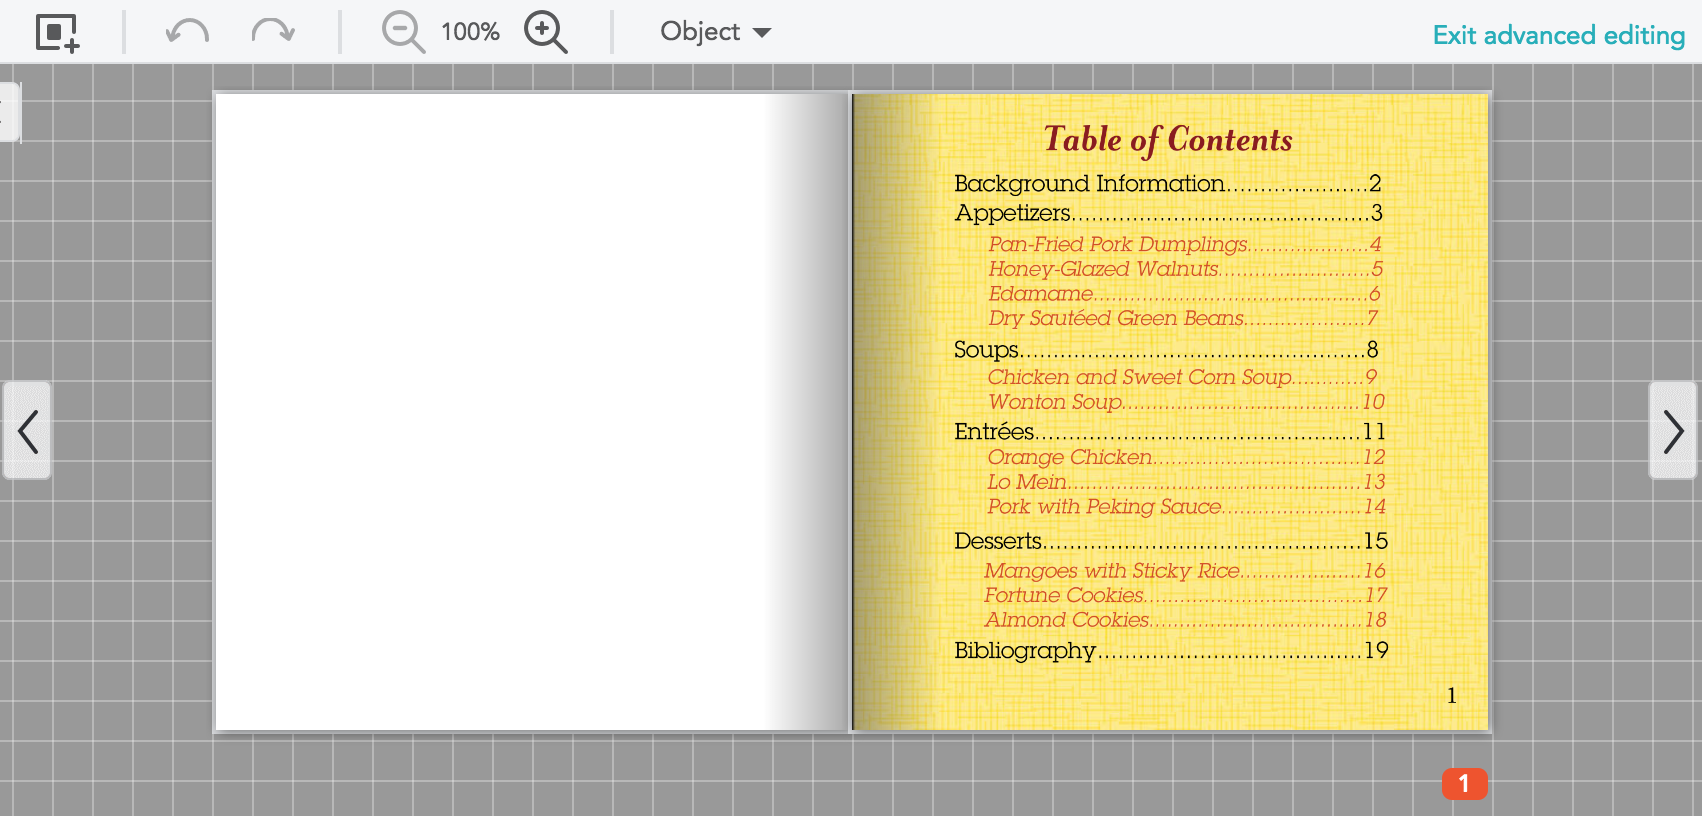 100%
Object
Exit advanced editing
Table of Contents
Background Information.....................2
Appetizers............................................3
Pan-Fried Pork Dumplings....................4
Honey-Glazed Walnuts.........................5
Edamame.............................................6
Dry Sautéed Green Beans....................7
Soups...................................................8
Chicken and Sweet Corn Soup............9
Wonton Soup.......................................10
Entrées................................................11
Orange Chicken..................................12
Lo Mein................................................13
Pork with Peking Sauce.......................14
Desserts...............................................15
Mangoes with Sticky Rice....................16
Fortune Cookies....................................17
Almond Cookies...................................18
Bibliography.......................................19
1
1